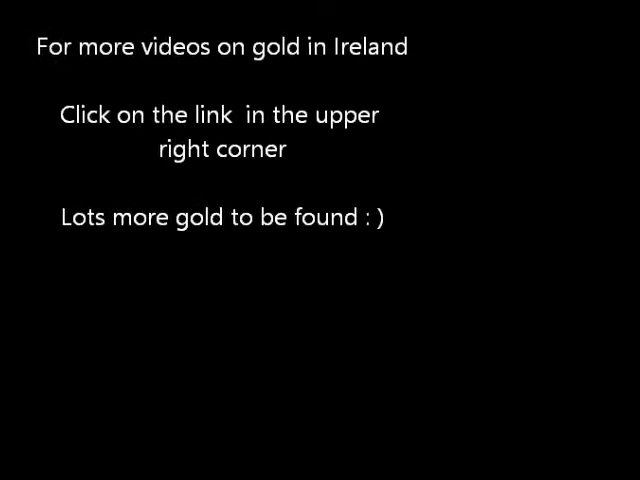 For more videos on gold in Ireland
Click on the link  in the upper
right corner
Lots more gold to be found : )